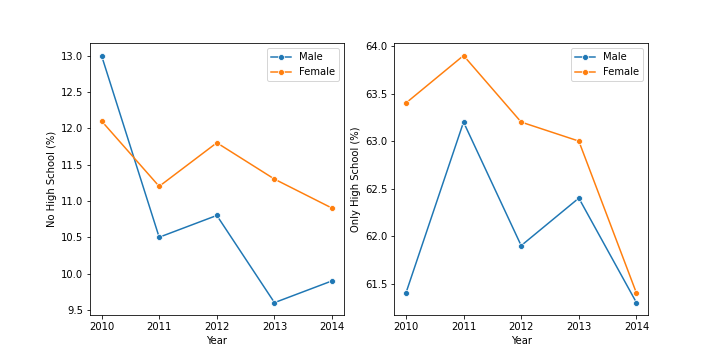 No High School (%)
13.0
12.5
12.0
11.5
11.0
10.5
10.0
9.5
2010 2011 2012 2013 2014
Year
Male
Female
Only High School (%)
64.0
63.5
63.0
62.5
62.0
61.5
2010 2011 2012 2013 2014
Year
Male
Female